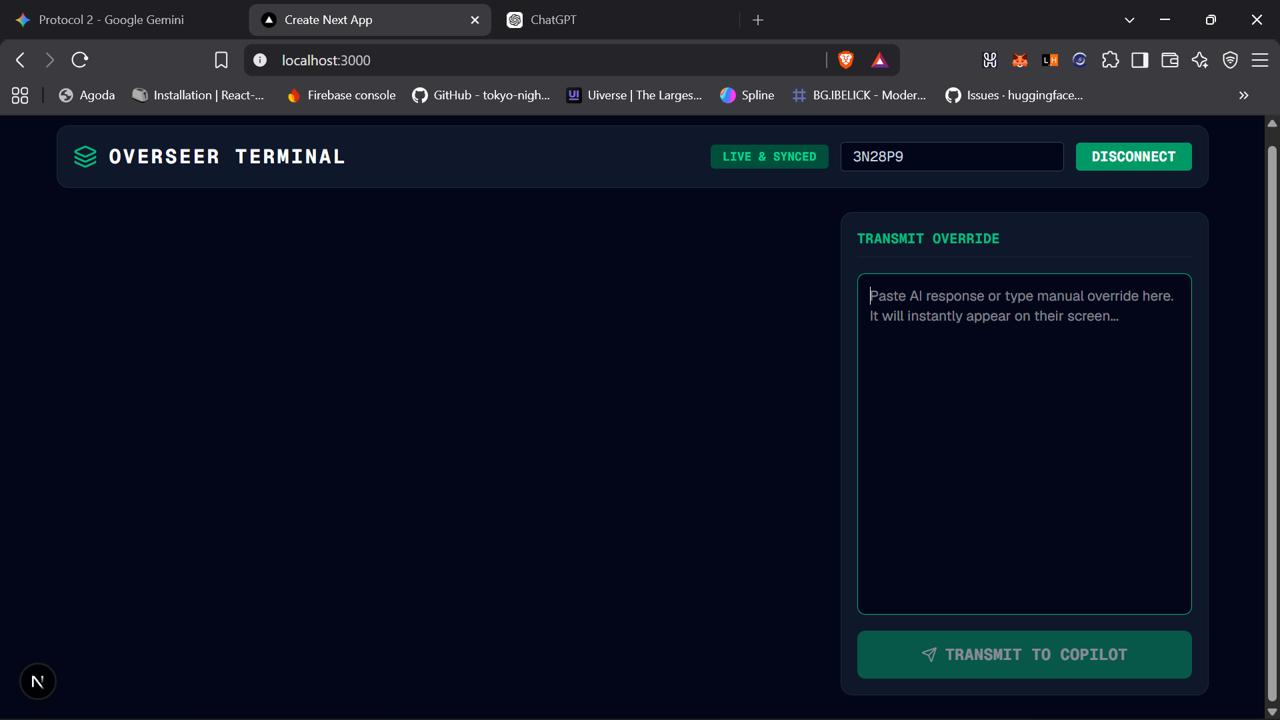 Protocol 2 - Google Gemini
Create Next App
ChatGPT
localhost:3000
Agoda
Installation | React-...
Firebase console
GitHub - tokyo-nigh...
Uiverse | The Larges...
Spline
BG.IBELICK - Moder...
Issues · huggingface...
OVERSEER TERMINAL
LIVE & SYNCED
3N28P9
DISCONNECT
TRANSMIT OVERRIDE
Paste AI response or type manual override here.
It will instantly appear on their screen...
TRANSMIT TO COPILOT
N